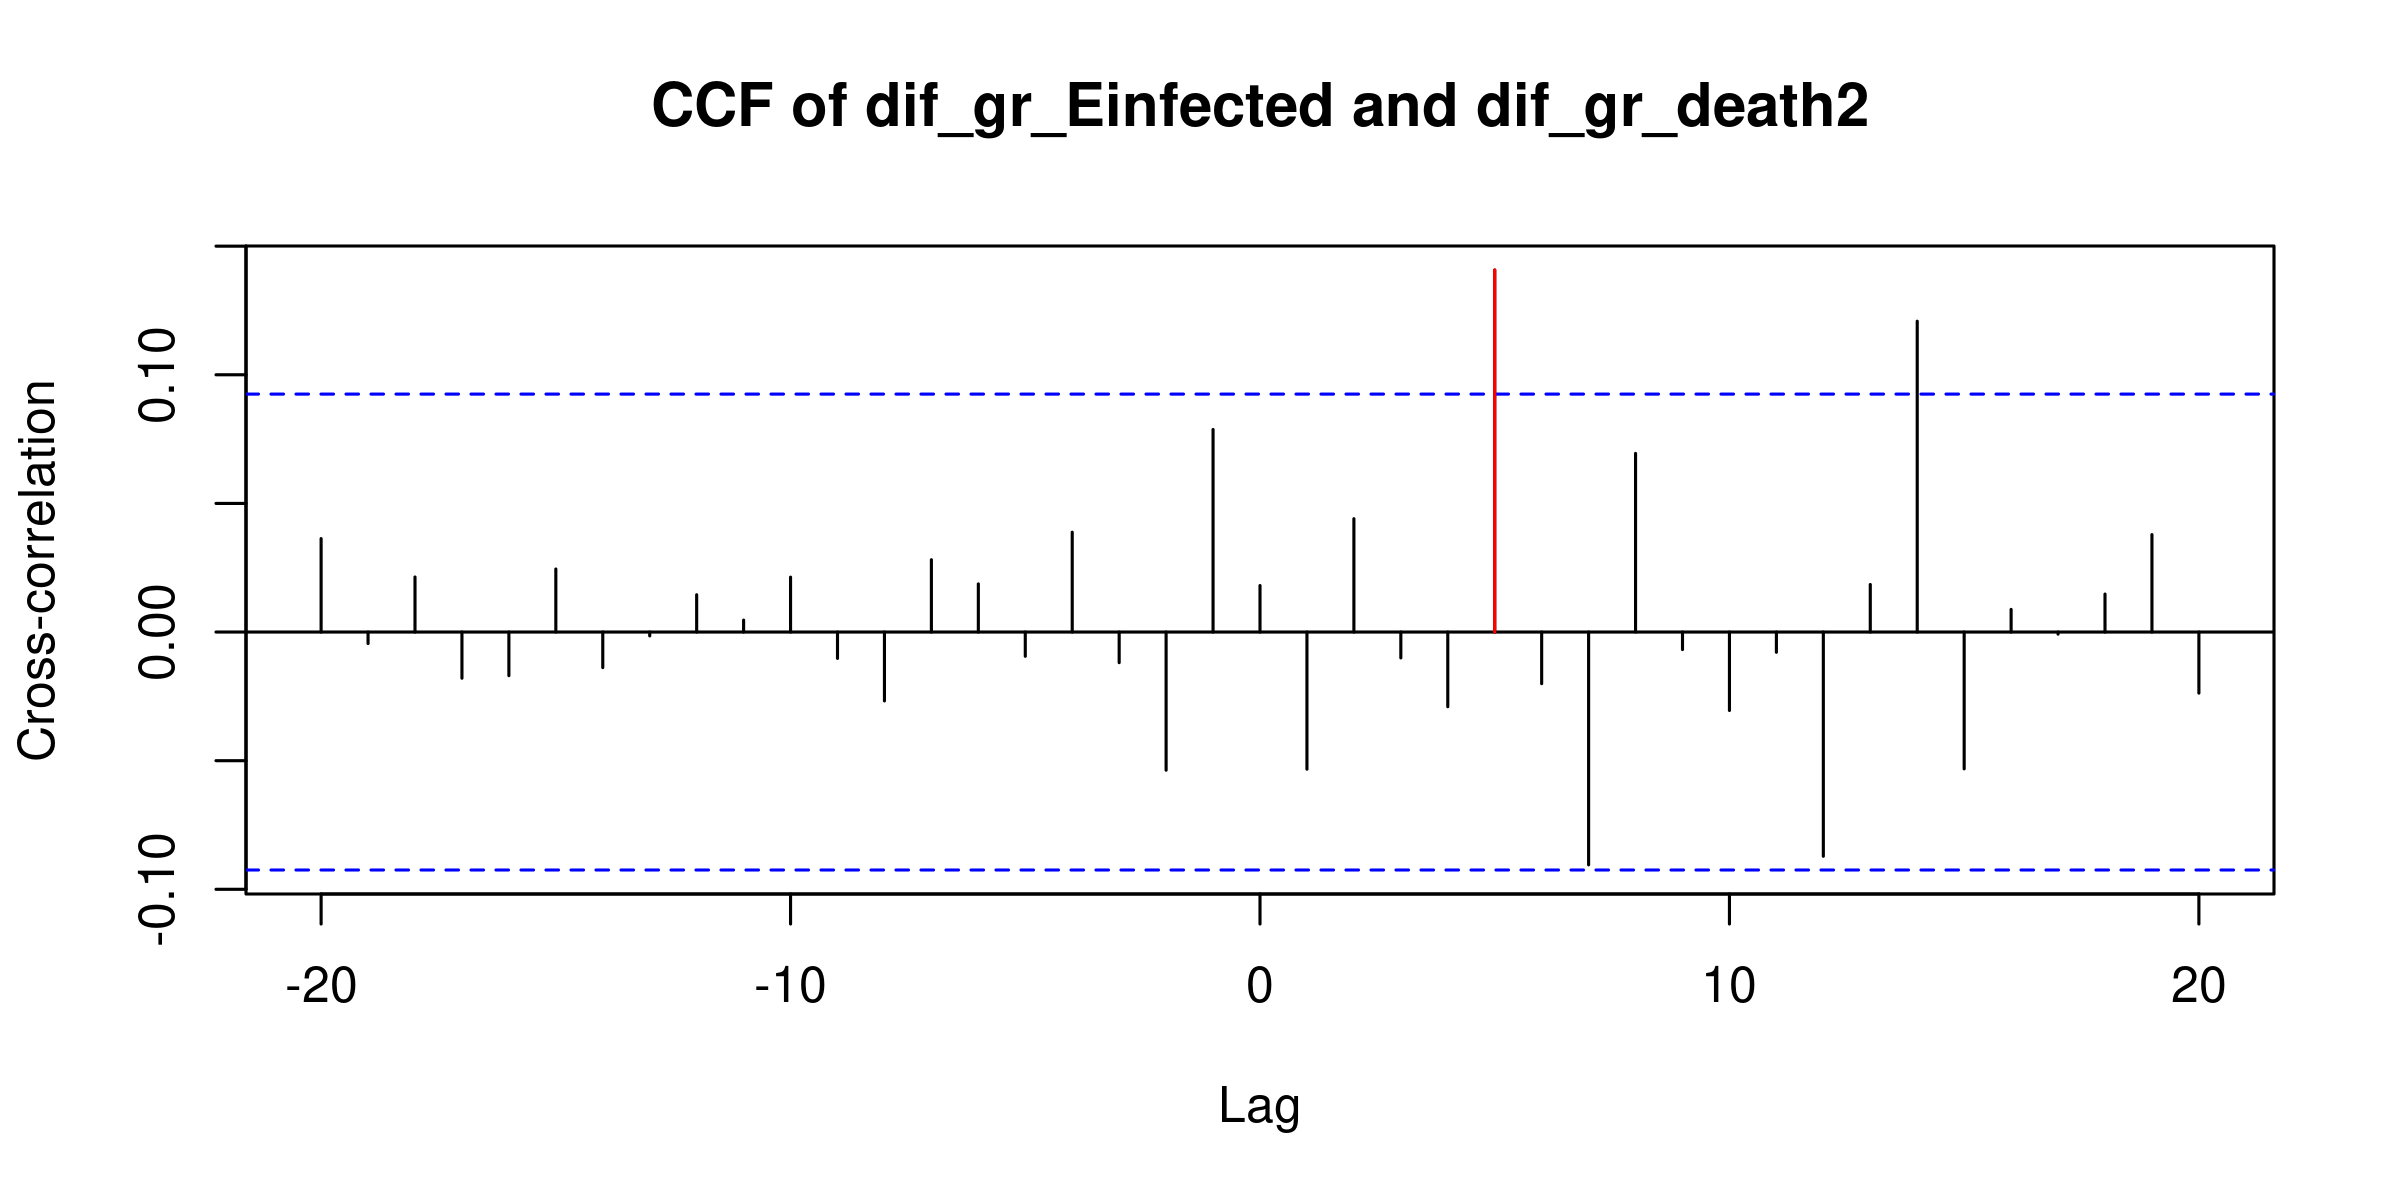 CCF of dif_gr_Einfected and dif_gr_death2
Cross-correlation
0.10
0.00
-0.10
-20 -10 0 10 20
Lag